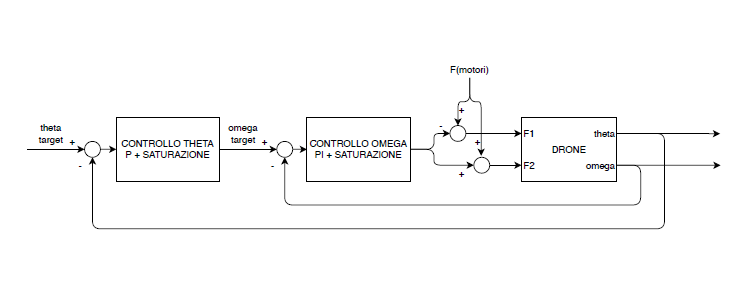 F(motori)
theta
target
+
-
CONTROLLO THETA
P + SATURAZIONE
omega
target
+
-
CONTROLLO OMEGA
PI + SATURAZIONE
-
+
+
+
F1
F2
DRONE
theta
omega